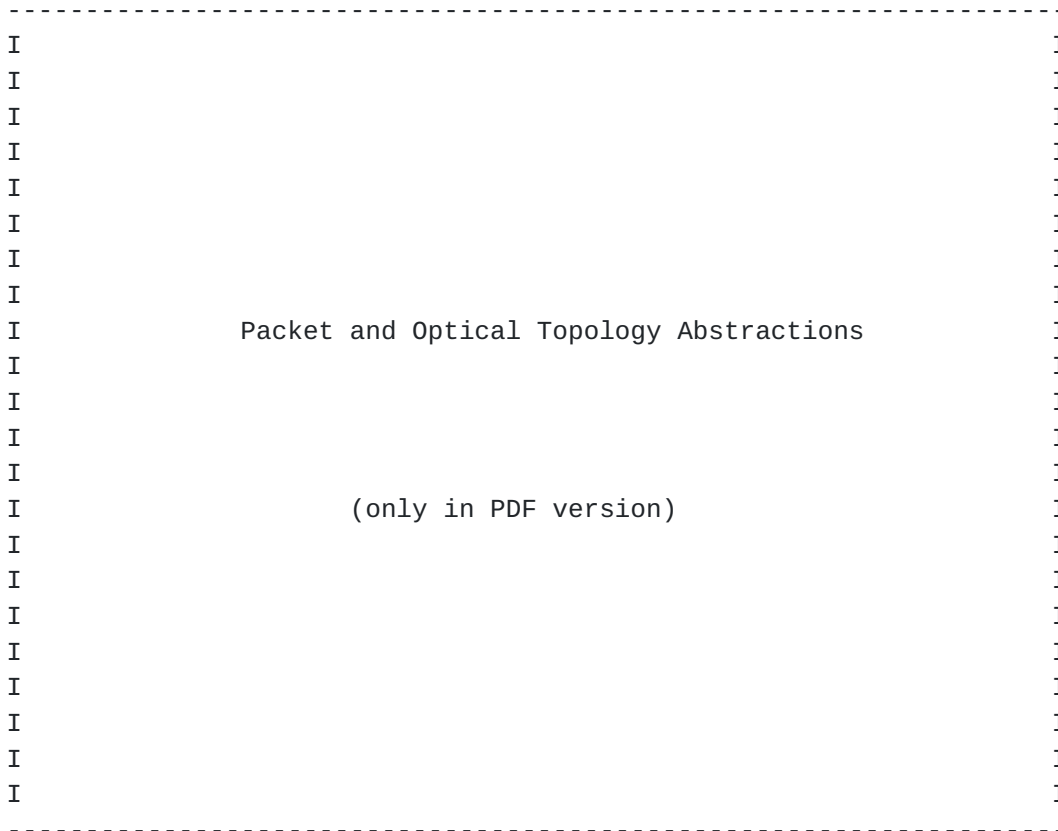 Packet and Optical Topology Abstractions
(only in PDF version)